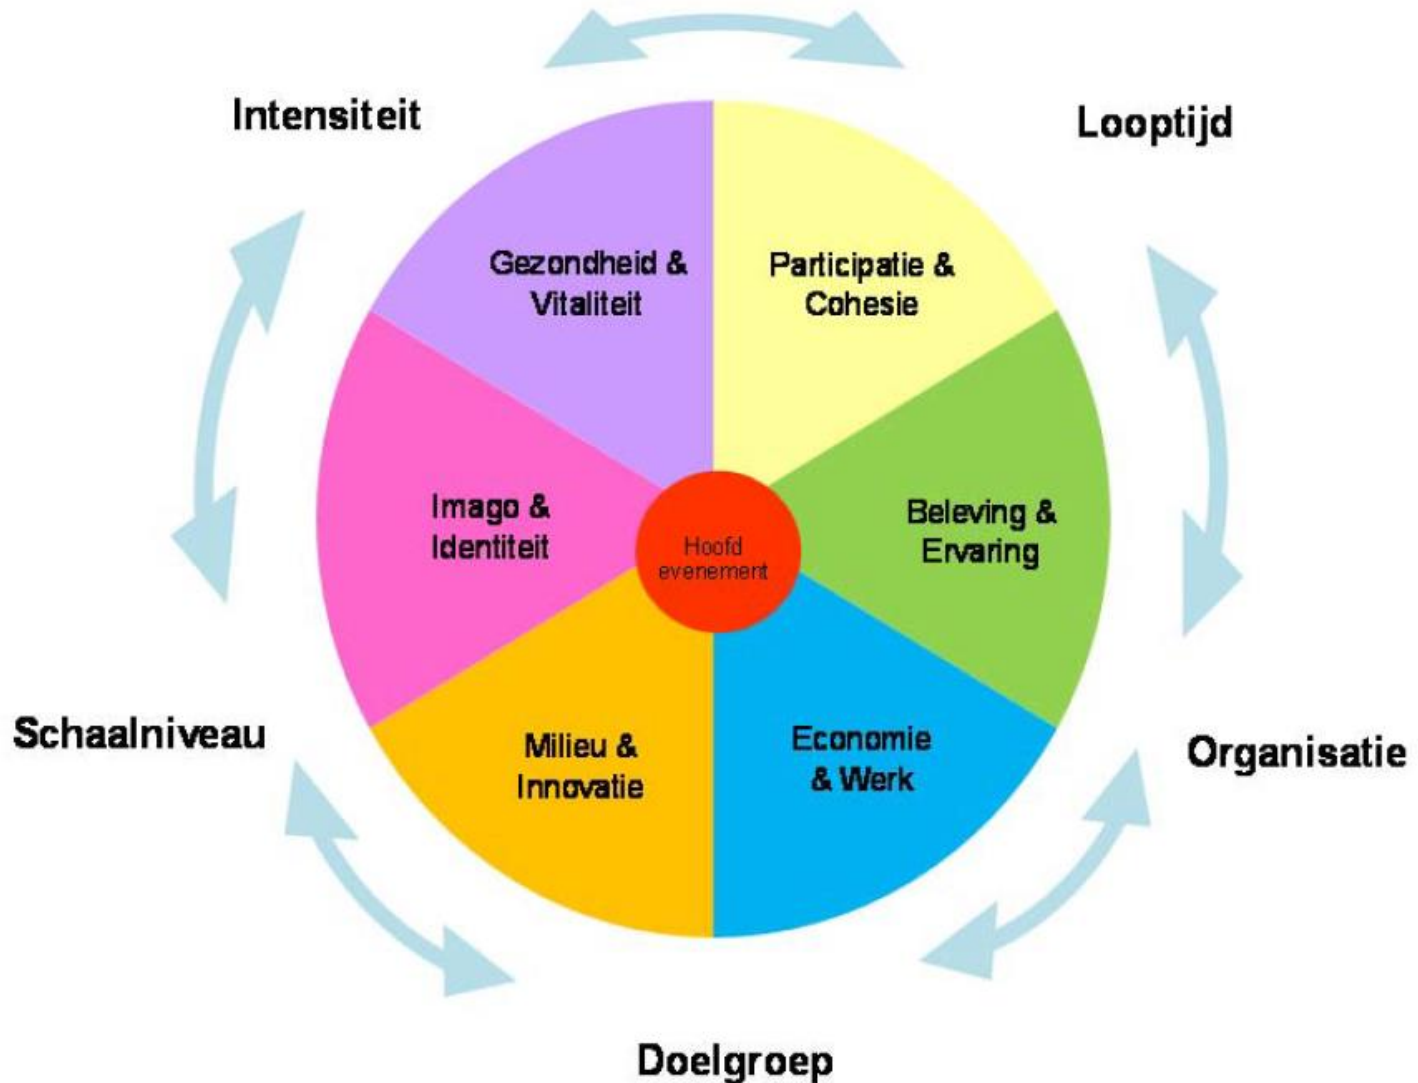 Intensiteit
Looptijd
Gezondheid &
Vitaliteit
Participatie &
Cohesie
Imago &
Identiteit
Beleving &
Ervaring
Hoofd
evenement
Milieu &
Innovatie
Economie
& Werk
Schaalniveau
Organisatie
Doelgroep